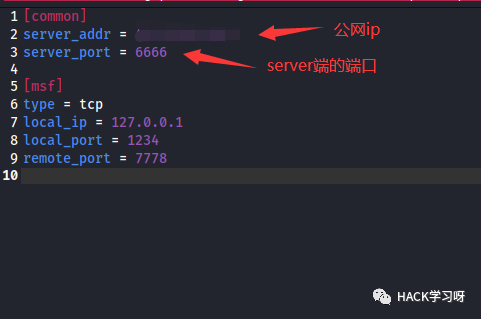 1 [common]
2 server_addr =
公网ip
3 server_port = 6666
server端的端口
4
5 [msf]
6 type = tcp
7 local_ip = 127.0.0.1
8 local_port = 1234
9 remote_port = 7778
10
HACK学习呀